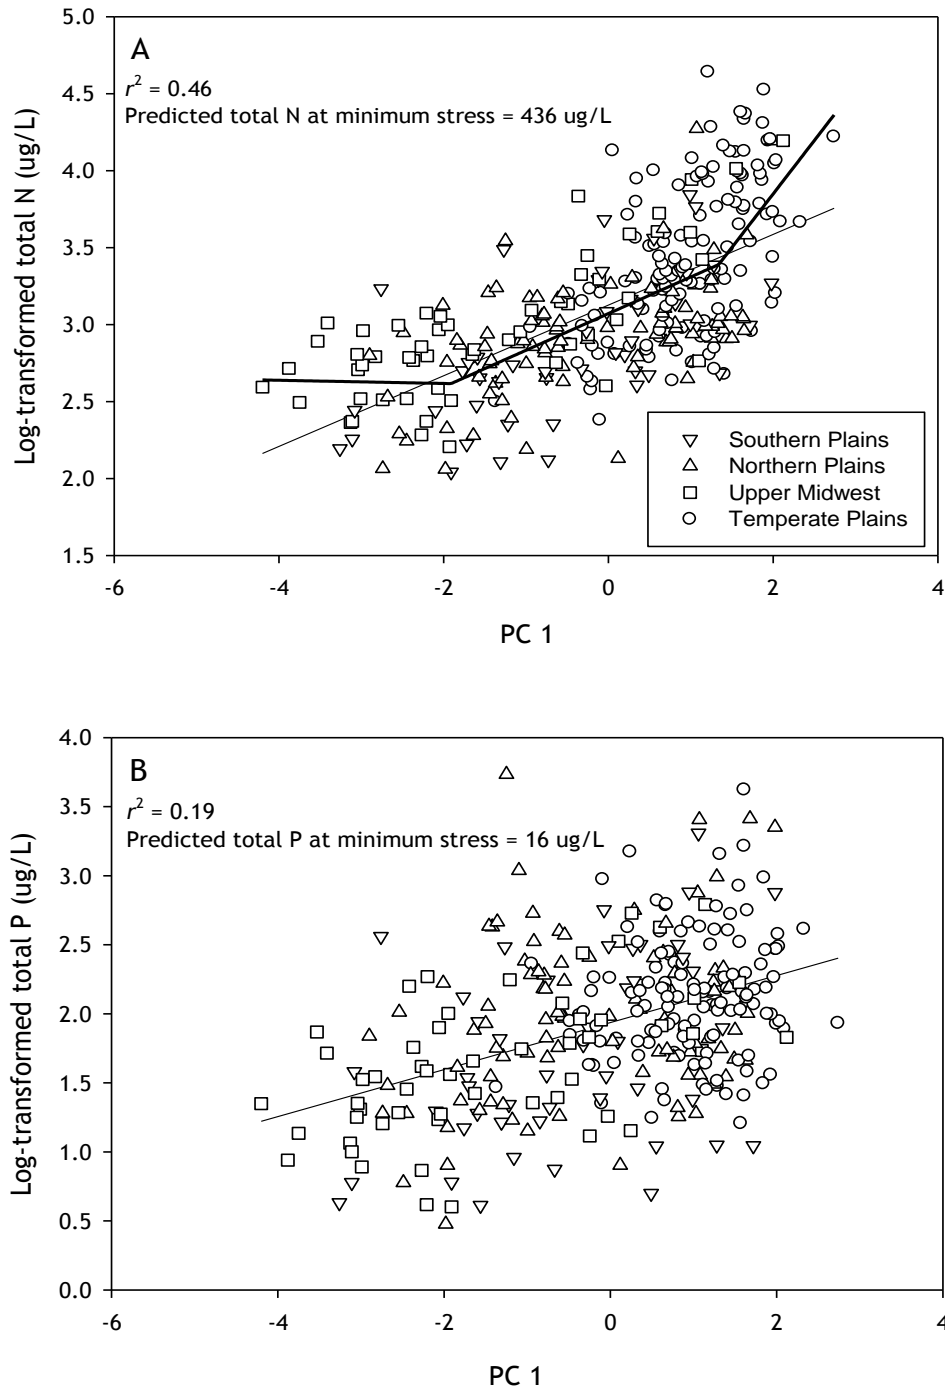 5.0
A
r² = 0.46
4.5
Predicted total N at minimum stress = 436 ug/L
4.0
3.5
3.0
2.5
2.0
1.5
Log-transformed total N (ug/L)
Southern Plains
Northern Plains
Upper Midwest
Temperate Plains
-6 -4 -2 0 2 4
PC 1
4.0
B
3.5
r² = 0.19
Predicted total P at minimum stress = 16 ug/L
3.0
2.5
2.0
1.5
1.0
0.5
0.0
Log-transformed total P (ug/L)
-6 -4 -2 0 2 4
PC 1